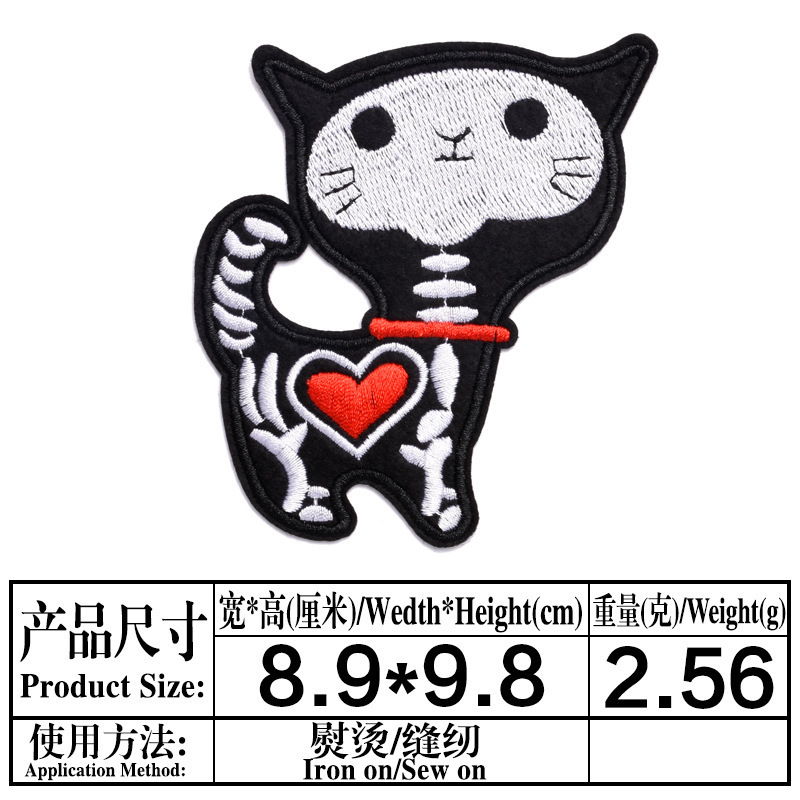 产品尺寸
Product Size:
宽*高(厘米)/Wedth*Height(cm)
重量(克)/Weight(g)
8.9*9.8
2.56
使用方法:
Application Method:
熨烫/缝纫
Iron on/Sew on